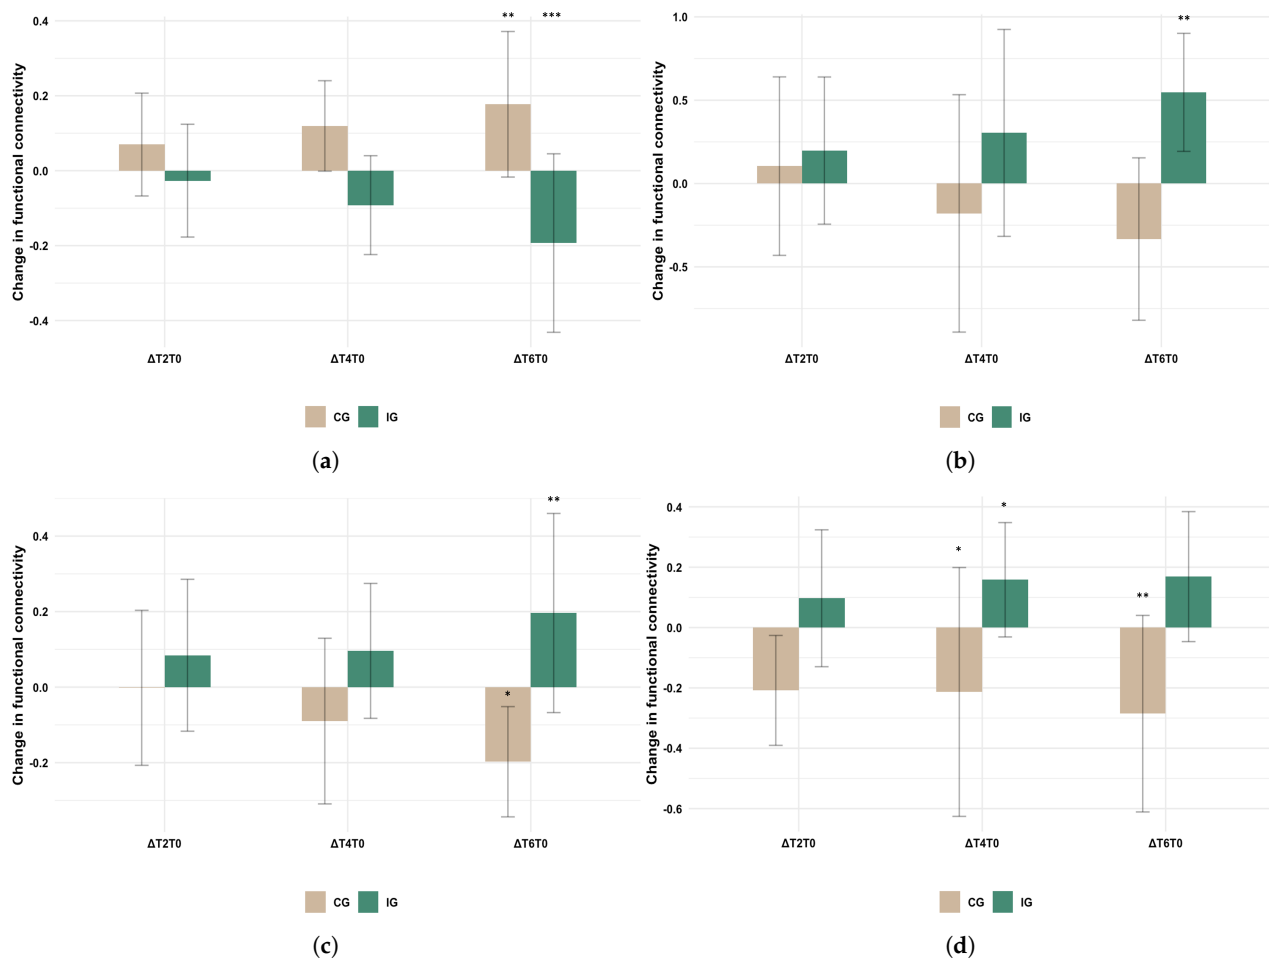 Change in functional connectivity
0.4
0.2
0.0
-0.2
-0.4
** ***
ΔT2T0 ΔT4T0 ΔT6T0
CG IG
(a)
Change in functional connectivity
1.0
0.5
0.0
-0.5
**
ΔT2T0 ΔT4T0 ΔT6T0
CG IG
(b)
Change in functional connectivity
0.4
0.2
0.0
-0.2
**
*
ΔT2T0 ΔT4T0 ΔT6T0
CG IG
(c)
Change in functional connectivity
0.4
0.2
0.0
-0.2
-0.4
-0.6
*
*
**
ΔT2T0 ΔT4T0 ΔT6T0
CG IG
(d)